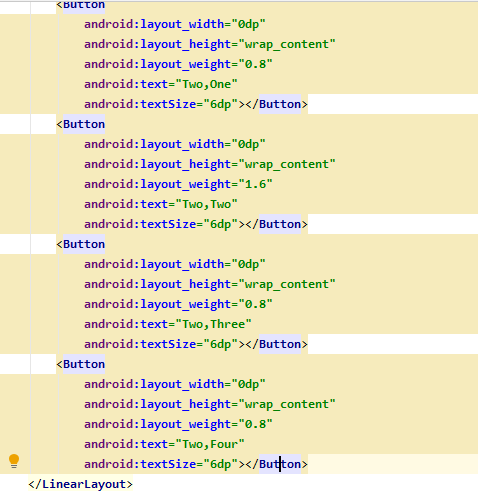 <Button
android:layout_width="0dp"
android:layout_height="wrap_content"
android:layout_weight="0.8"
android:text="Two,One"
android:textSize="6dp"></Button>
<Button
android:layout_width="0dp"
android:layout_height="wrap_content"
android:layout_weight="1.6"
android:text="Two,Two"
android:textSize="6dp"></Button>
<Button
android:layout_width="0dp"
android:layout_height="wrap_content"
android:layout_weight="0.8"
android:text="Two,Three"
android:textSize="6dp"></Button>
<Button
android:layout_width="0dp"
android:layout_height="wrap_content"
android:layout_weight="0.8"
android:text="Two,Four"
android:textSize="6dp"></Button>
</LinearLayout>